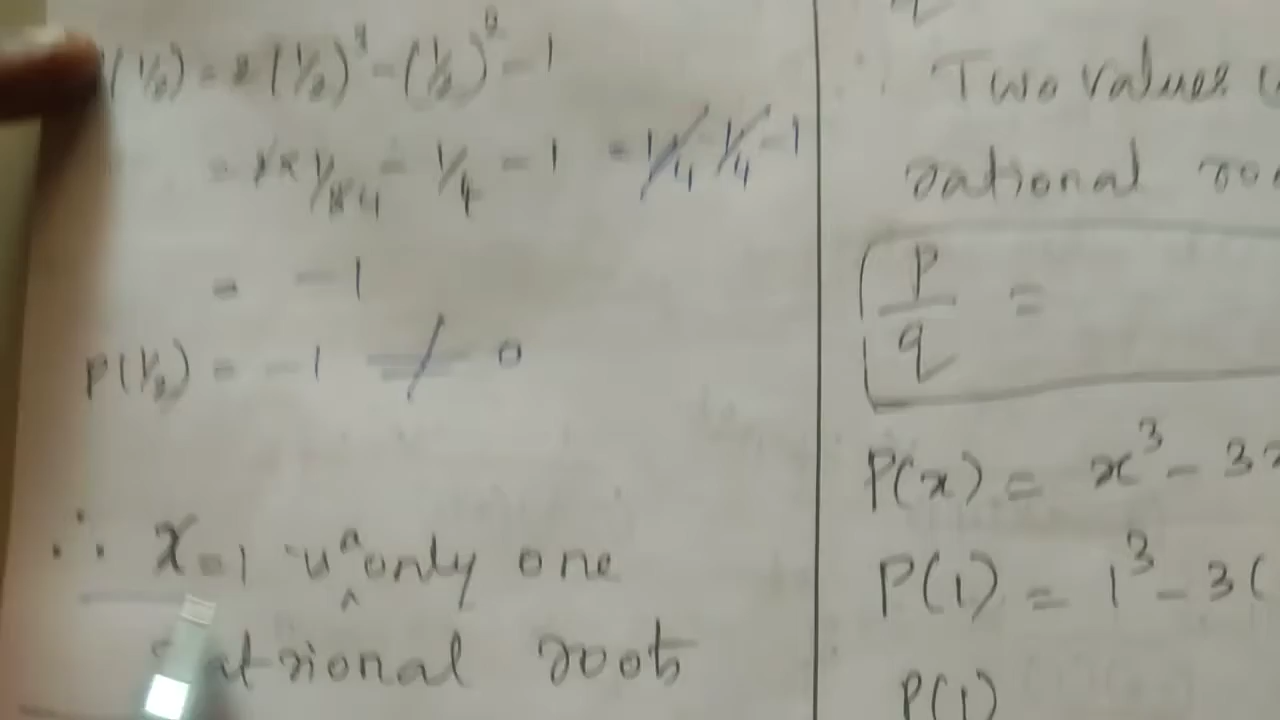 (1/2) = 2(1/2)³ - (1/2)² - 1
= 2 × 1/8 4 - 1/4 - 1 = 1/4 - 1/4 - 1
= -1
P(1/2) = -1 ≠ 0
∴ x = 1 is a only one
rational root
Two values
rational
p/q =
P(x) = x³ - 3
P(1) = 1³ - 3(
P(1)